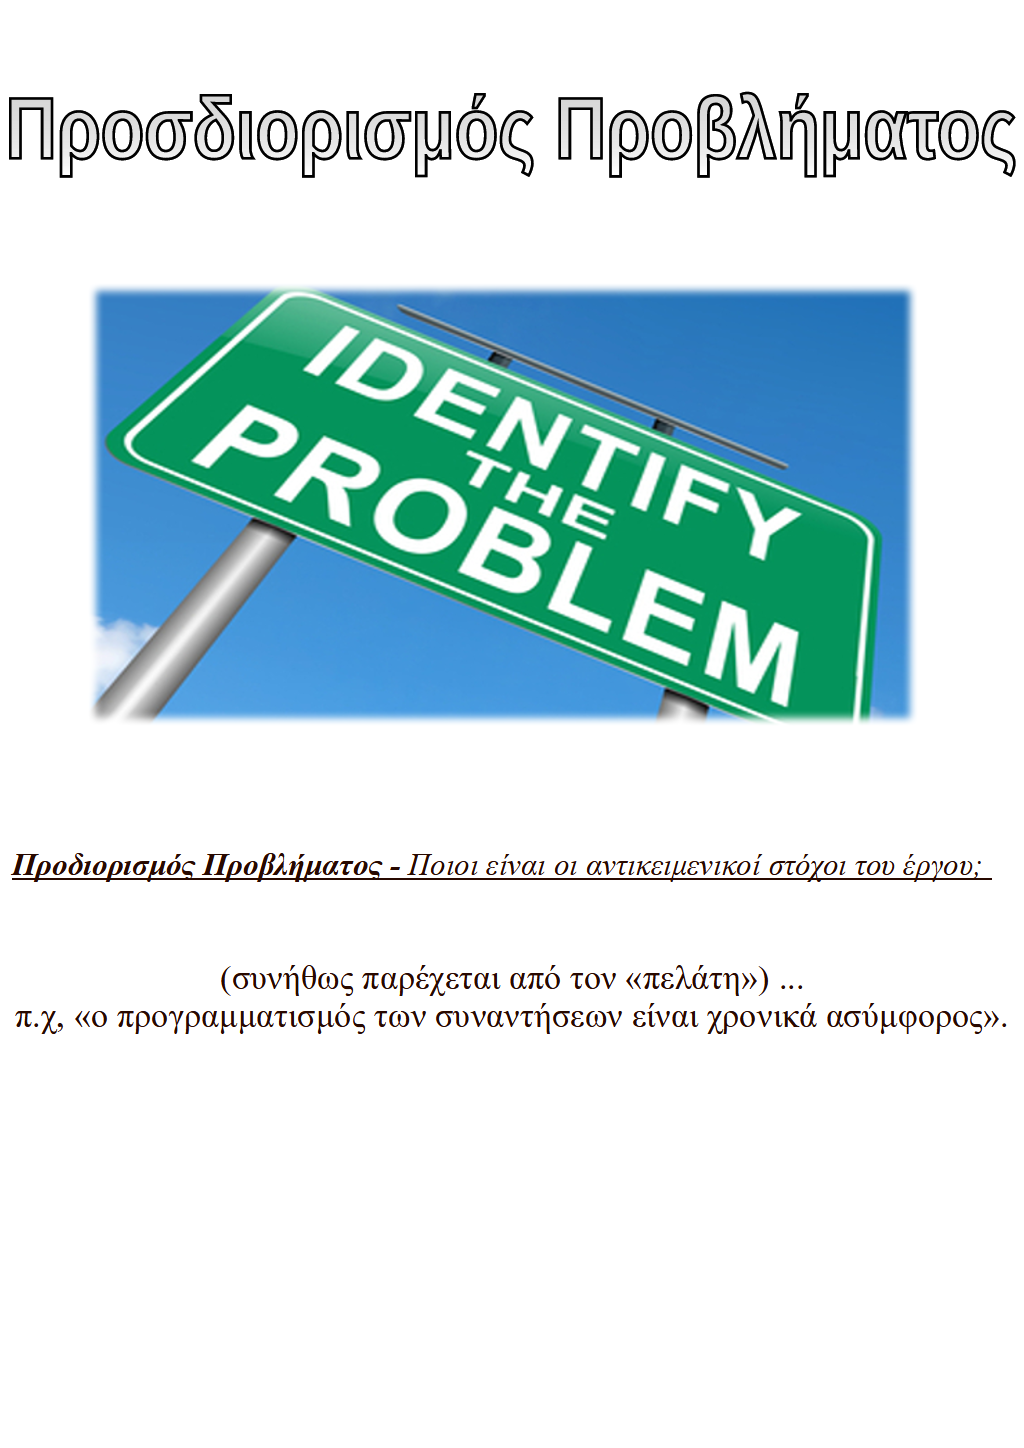 Προσδιορισμός Προβλήματος
IDENTIFY
THE
PROBLEM
Προδιορισμός Προβλήματος - Ποιοι είναι οι αντικειμενικοί στόχοι του έργου;
(συνήθως παρέχεται από τον «πελάτη») ...
π.χ, «ο προγραμματισμός των συναντήσεων είναι χρονικά ασύμφορος».